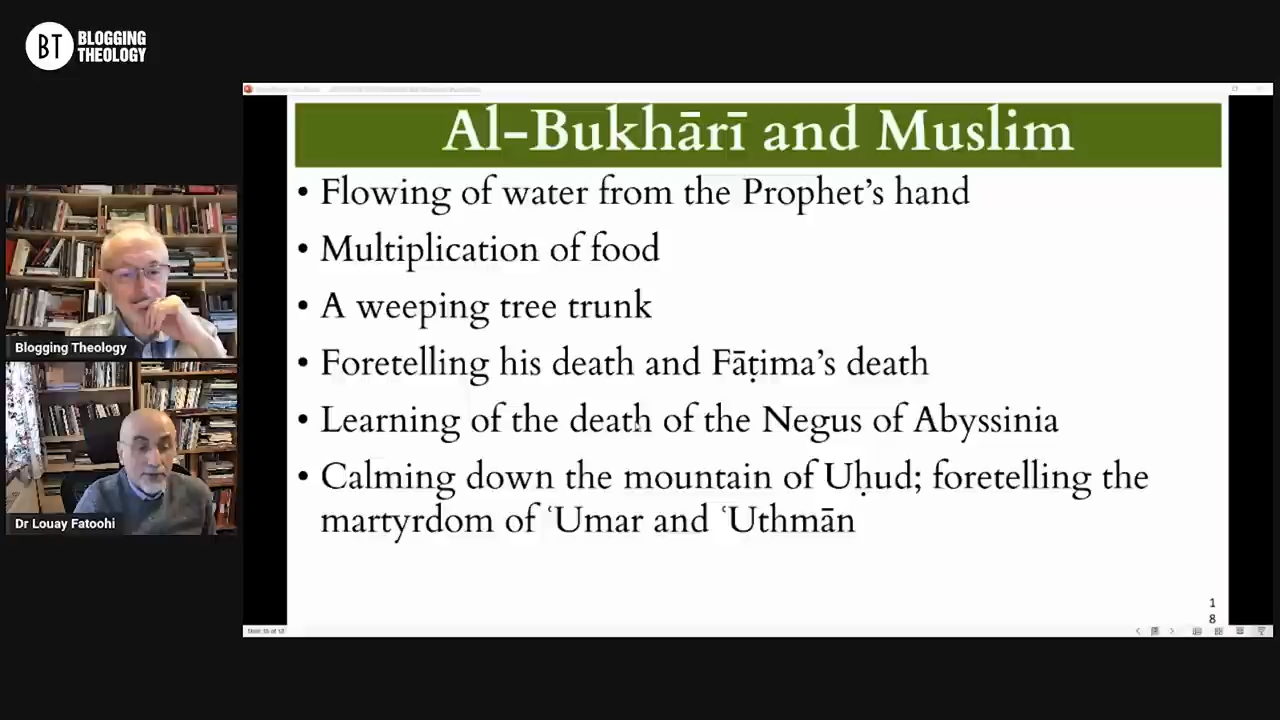 BT BLOGGING
THEOLOGY
Al-Bukhārī and Muslim
• Flowing of water from the Prophet’s hand
• Multiplication of food
• A weeping tree trunk
• Foretelling his death and Fāṭima’s death
• Learning of the death of the Negus of Abyssinia
• Calming down the mountain of Uḥud; foretelling the
martyrdom of ʿUmar and ʿUthmān
Blogging Theology
Dr Louay Fatoohi
1
8